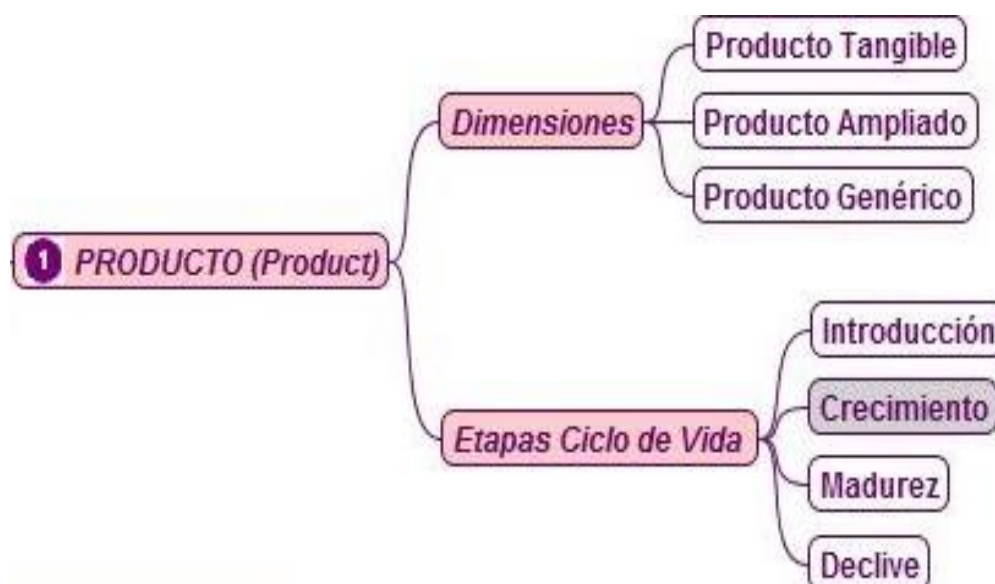 Producto Tangible
Dimensiones
Producto Ampliado
Producto Genérico
1 PRODUCTO (Product)
Introducción
Crecimiento
Etapas Ciclo de Vida
Madurez
Declive